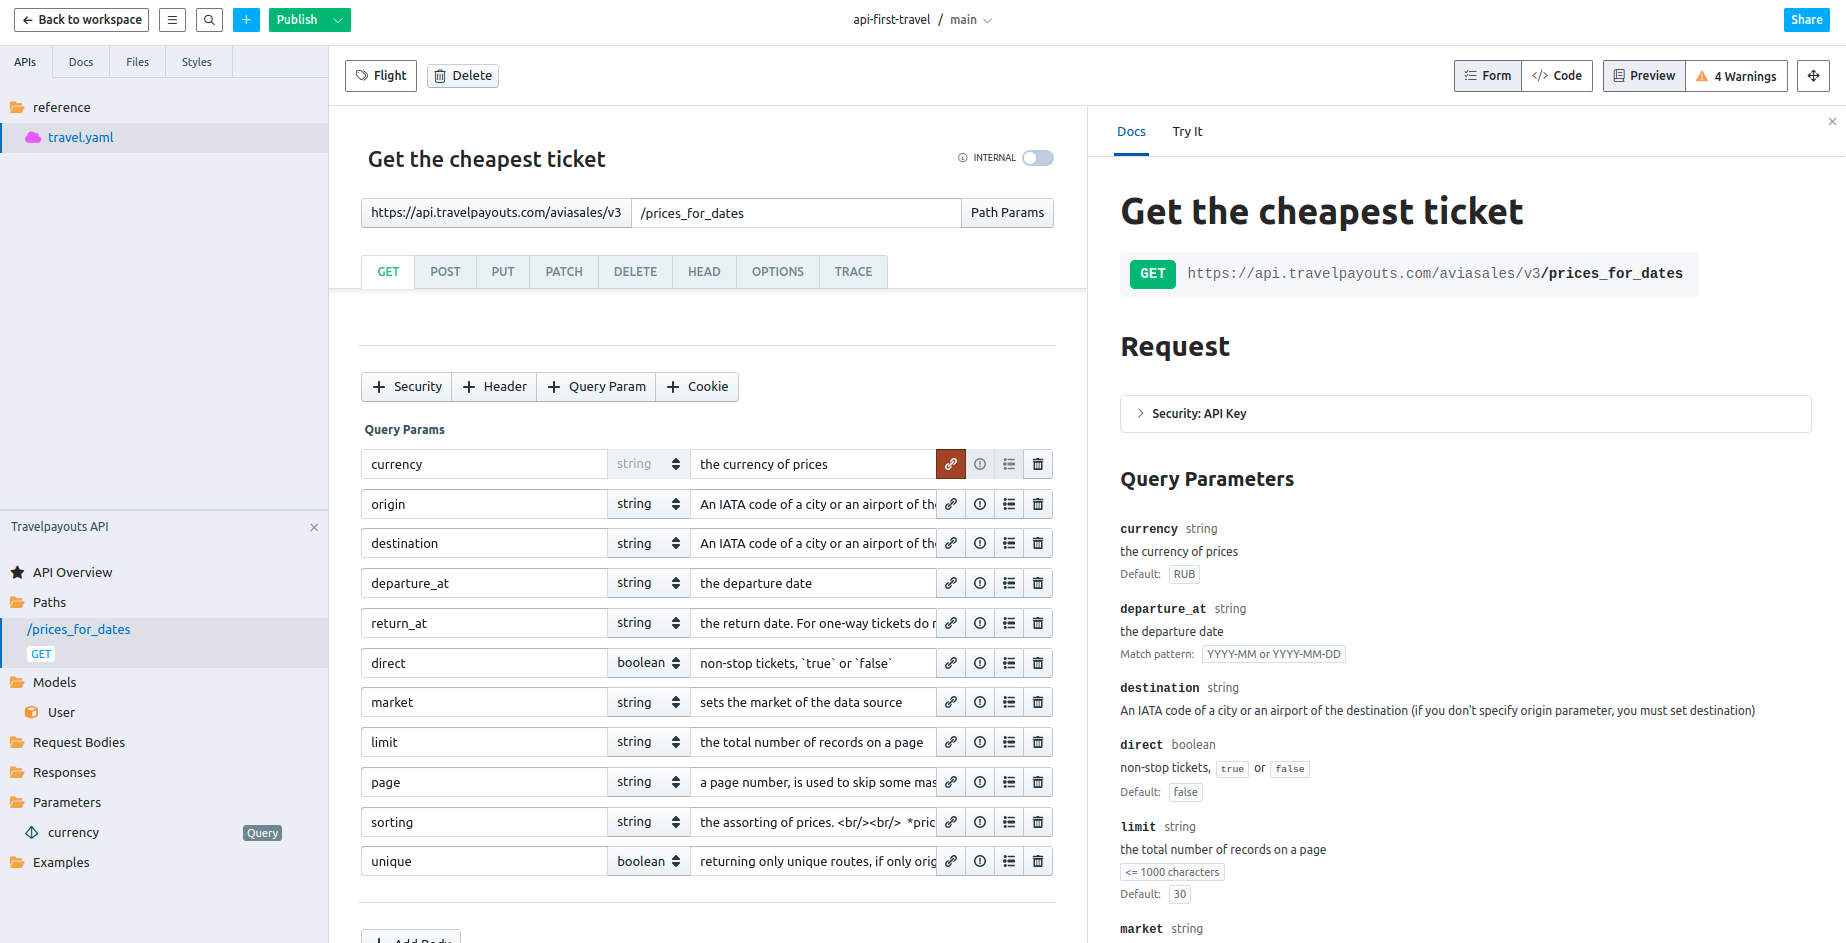 Back to workspace
Publish
api-first-travel / main
Share
APIs
Docs
Files
Styles
reference
travel.yaml
Travelpayouts API
API Overview
Paths
/prices_for_dates
GET
Models
User
Request Bodies
Responses
Parameters
currency
Query
Examples
Flight
Delete
Form
</> Code
Preview
4 Warnings
Get the cheapest ticket
INTERNAL
https://api.travelpayouts.com/aviasales/v3
/prices_for_dates
Path Params
GET
POST
PUT
PATCH
DELETE
HEAD
OPTIONS
TRACE
+ Security
+ Header
+ Query Param
+ Cookie
Query Params
currency string the currency of prices
origin string An IATA code of a city or an airport of the
destination string An IATA code of a city or an airport of the
departure_at string the departure date
return_at string the return date. For one-way tickets do
direct boolean non-stop tickets, `true` or `false`
market string sets the market of the data source
limit string the total number of records on a page
page string a page number, is used to skip some
sorting string the assorting of prices. <br/><br/> *pric
unique boolean returning only unique routes, if only orig
+ Add Body
Docs
Try It
Get the cheapest ticket
GET https://api.travelpayouts.com/aviasales/v3/prices_for_dates
Request
Security: API Key
Query Parameters
currency string
the currency of prices
Default: RUB
departure_at string
the departure date
Match pattern: YYYY-MM or YYYY-MM-DD
destination string
An IATA code of a city or an airport of the destination (if you don't specify origin parameter, you must set destination)
direct boolean
non-stop tickets, true or false
Default: false
limit string
the total number of records on a page
<= 1000 characters
Default: 30
market string